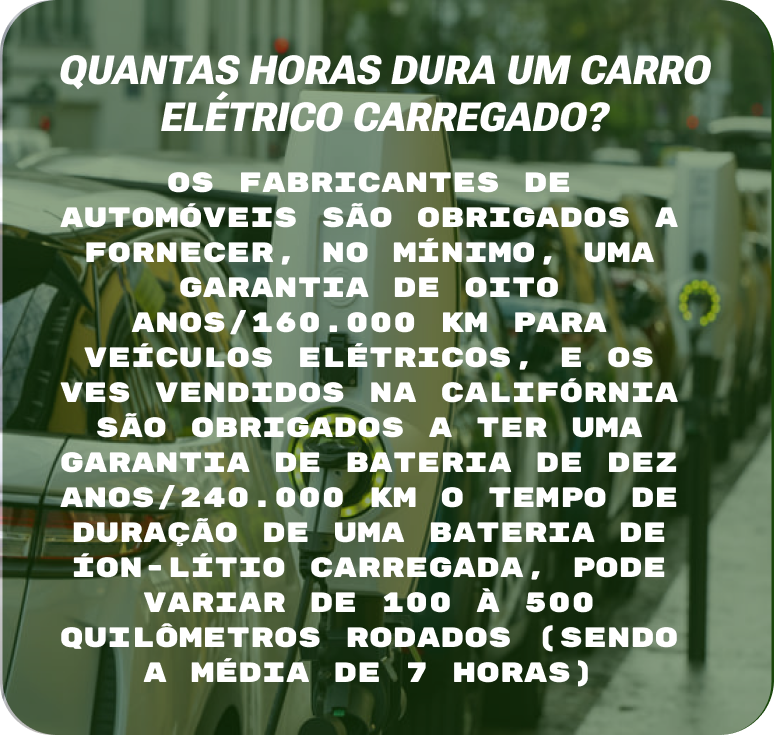 QUANTAS HORAS DURA UM CARRO
ELÉTRICO CARREGADO?
OS FABRICANTES DE
AUTOMÓVEIS SÃO OBRIGADOS A
FORNECER, NO MÍNIMO, UMA
GARANTIA DE OITO
ANOS/160.000 KM PARA
VEÍCULOS ELÉTRICOS, E OS
VES VENDIDOS NA CALIFÓRNIA
SÃO OBRIGADOS A TER UMA
GARANTIA DE BATERIA DE DEZ
ANOS/240.000 KM O TEMPO DE
DURAÇÃO DE UMA BATERIA DE
ÍON-LÍTIO CARREGADA, PODE
VARIAR DE 100 À 500
QUILÔMETROS RODADOS (SENDO
A MÉDIA DE 7 HORAS)